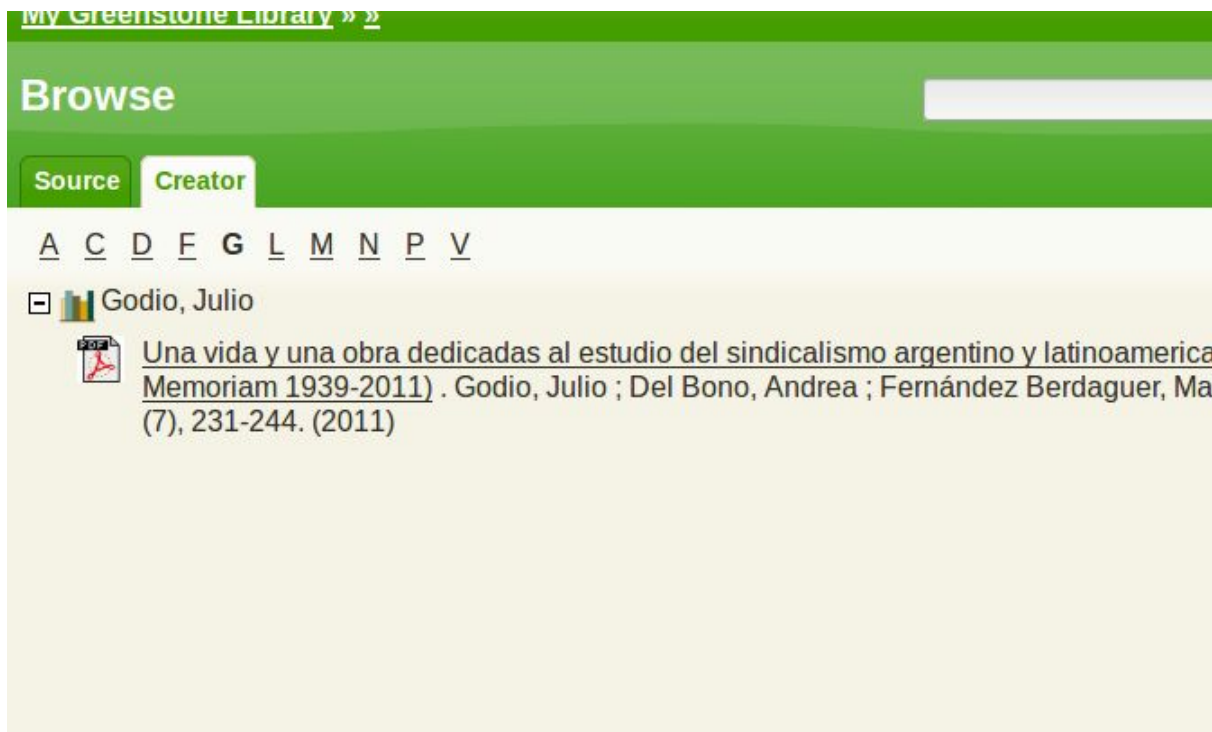 My Greenstone Library » »
Browse
Source Creator
A C D F G L M N P V
Godio, Julio
PDF
Una vida y una obra dedicadas al estudio del sindicalismo argentino y latinoamerica
Memoriam 1939-2011) . Godio, Julio ; Del Bono, Andrea ; Fernández Berdaguer, Ma
(7), 231-244. (2011)